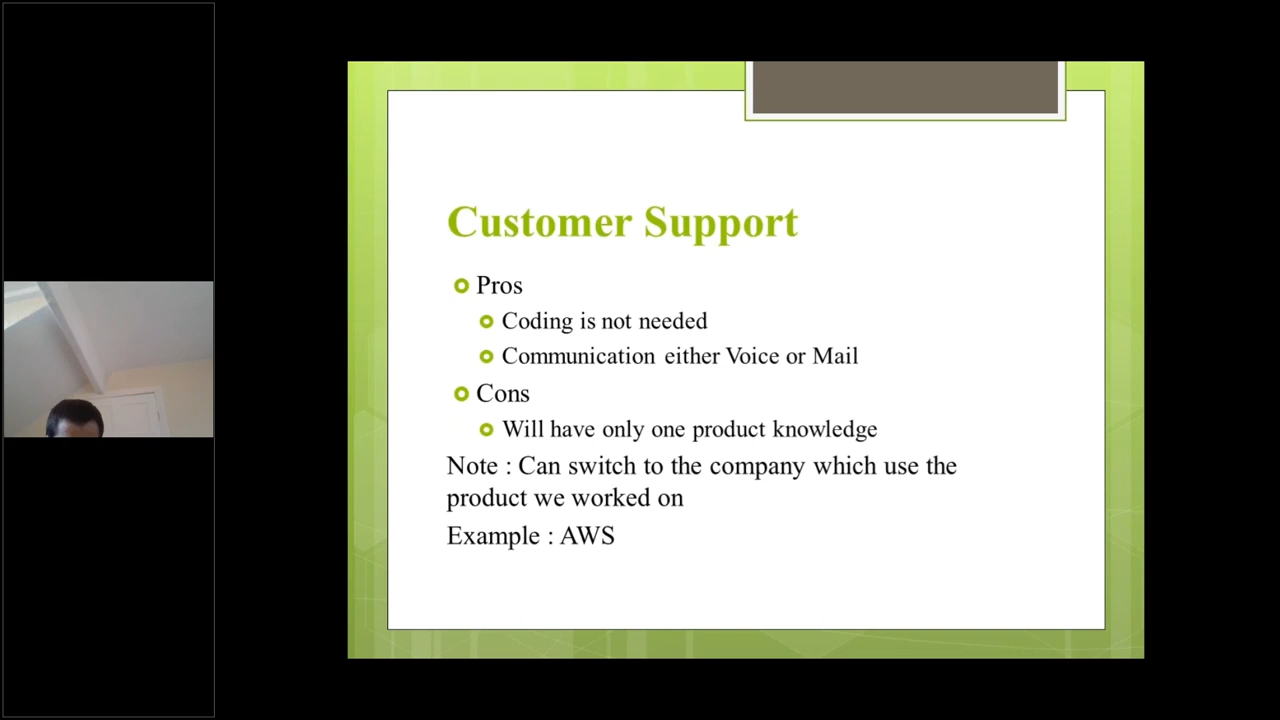 Customer Support
Pros
Coding is not needed
Communication either Voice or Mail
Cons
Will have only one product knowledge
Note : Can switch to the company which use the
product we worked on
Example : AWS